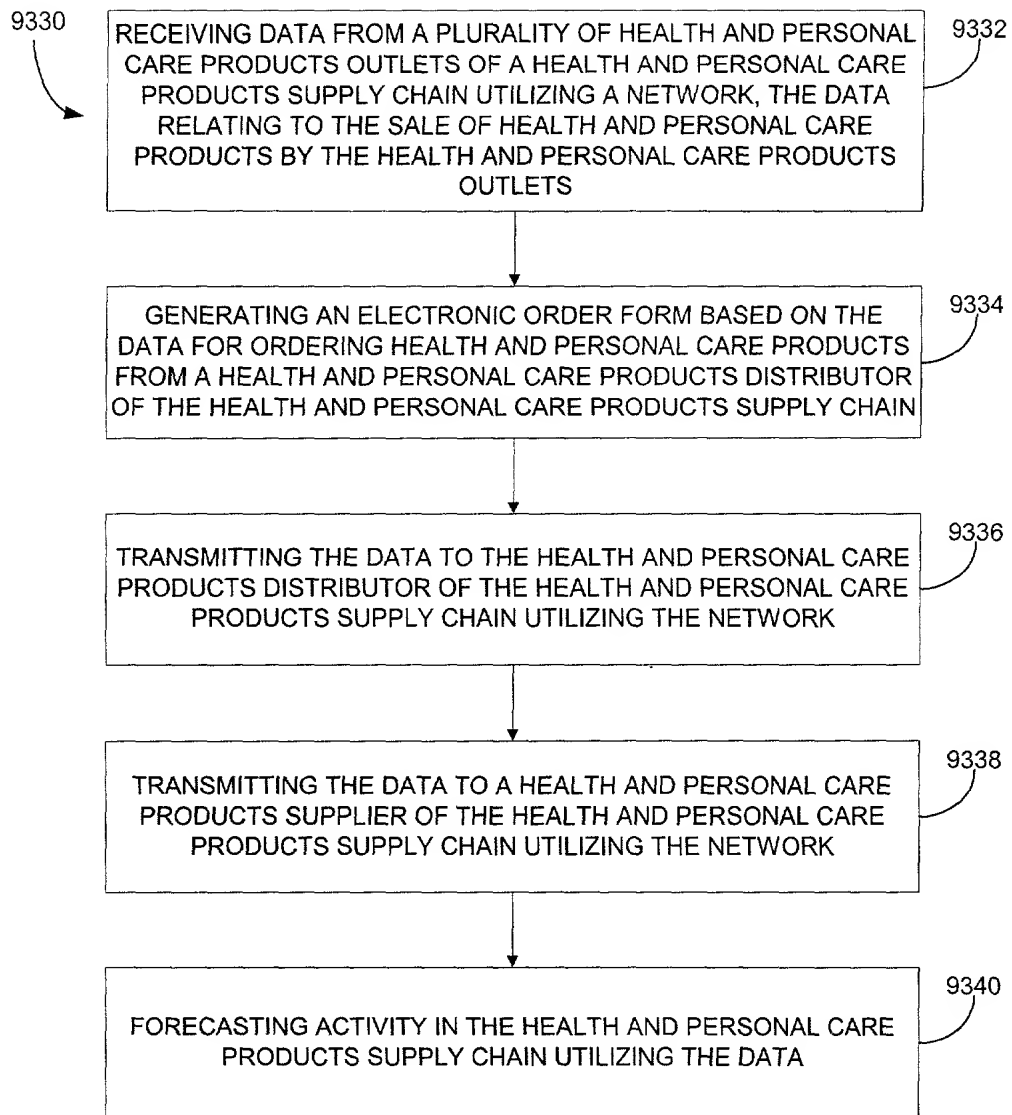 9330
RECEIVING DATA FROM A PLURALITY OF HEALTH AND PERSONAL
CARE PRODUCTS OUTLETS OF A HEALTH AND PERSONAL CARE
PRODUCTS SUPPLY CHAIN UTILIZING A NETWORK, THE DATA
RELATING TO THE SALE OF HEALTH AND PERSONAL CARE
PRODUCTS BY THE HEALTH AND PERSONAL CARE PRODUCTS
OUTLETS
9332
GENERATING AN ELECTRONIC ORDER FORM BASED ON THE
DATA FOR ORDERING HEALTH AND PERSONAL CARE PRODUCTS
FROM A HEALTH AND PERSONAL CARE PRODUCTS DISTRIBUTOR
OF THE HEALTH AND PERSONAL CARE PRODUCTS SUPPLY CHAIN
9334
TRANSMITTING THE DATA TO THE HEALTH AND PERSONAL CARE
PRODUCTS DISTRIBUTOR OF THE HEALTH AND PERSONAL CARE
PRODUCTS SUPPLY CHAIN UTILIZING THE NETWORK
9336
TRANSMITTING THE DATA TO A HEALTH AND PERSONAL CARE
PRODUCTS SUPPLIER OF THE HEALTH AND PERSONAL CARE
PRODUCTS SUPPLY CHAIN UTILIZING THE NETWORK
9338
FORECASTING ACTIVITY IN THE HEALTH AND PERSONAL CARE
PRODUCTS SUPPLY CHAIN UTILIZING THE DATA
9340